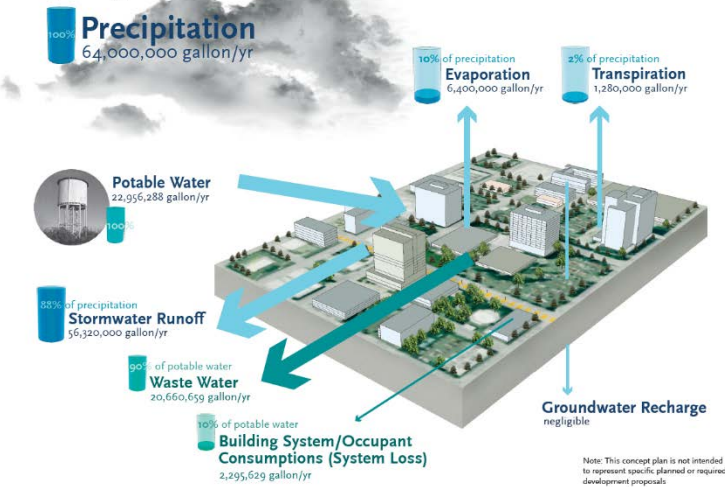 100%
Precipitation
64,000,000 gallon/yr
10% of precipitation
Evaporation
6,400,000 gallon/yr
2% of precipitation
Transpiration
1,280,000 gallon/yr
Potable Water
22,956,288 gallon/yr
100%
88% of precipitation
Stormwater Runoff
56,320,000 gallon/yr
90% of potable water
Waste Water
20,660,659 gallon/yr
10% of potable water
Building System/Occupant
Consumptions (System Loss)
2,295,629 gallon/yr
Groundwater Recharge
negligible
Note: This concept plan is not intended
to represent specific planned or required
development proposals